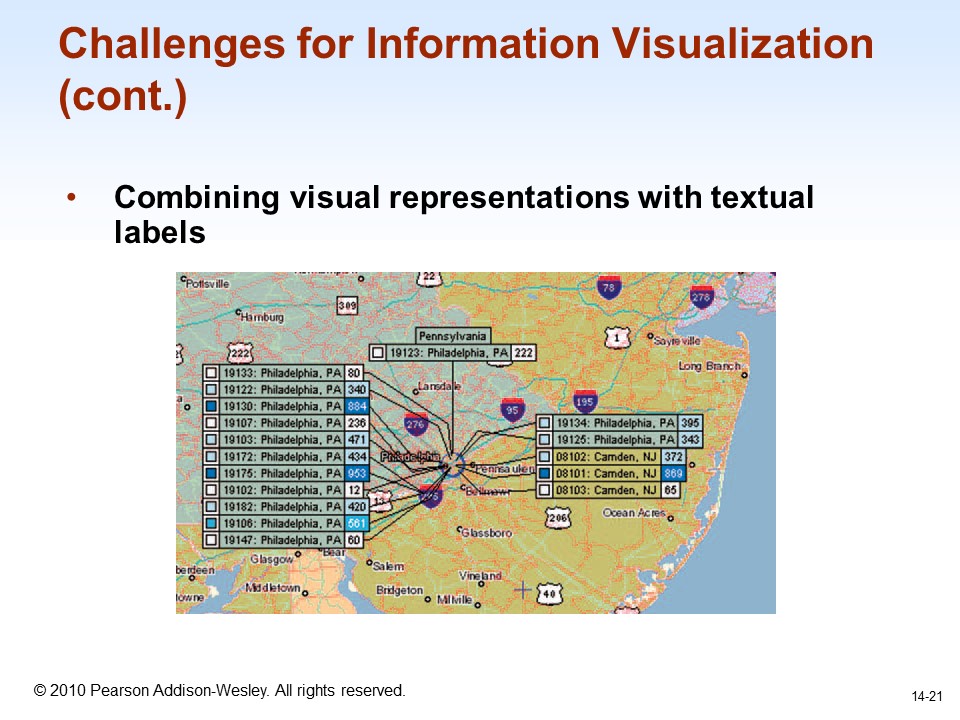 Challenges for Information Visualization
(cont.)
• Combining visual representations with textual
labels
22
Pottsville
309
78
278
Hamburg
Pennsylvania
1
Sayreville
222
19123: Philadelphia, PA 222
Long Branch
19133: Philadelphia, PA 80
19122: Philadelphia, PA 340
19130: Philadelphia, PA 884
19107: Philadelphia, PA 236
19103: Philadelphia, PA 471
19172: Philadelphia, PA 434
19175: Philadelphia, PA 953
19102: Philadelphia, PA 12
19182: Philadelphia, PA 420
19106: Philadelphia, PA 561
19147: Philadelphia, PA 60
Lansdale
276
95
195
Philadelphia
19134: Philadelphia, PA 395
19125: Philadelphia, PA 343
08102: Camden, NJ 372
08101: Camden, NJ 869
08103: Camden, NJ 65
Bellmawr
13
206
Ocean Acres
Glassboro
Glasgow
Bear
Salem
Vineland
Middletown
Bridgeton
Millville
40
© 2010 Pearson Addison-Wesley. All rights reserved.
14-21